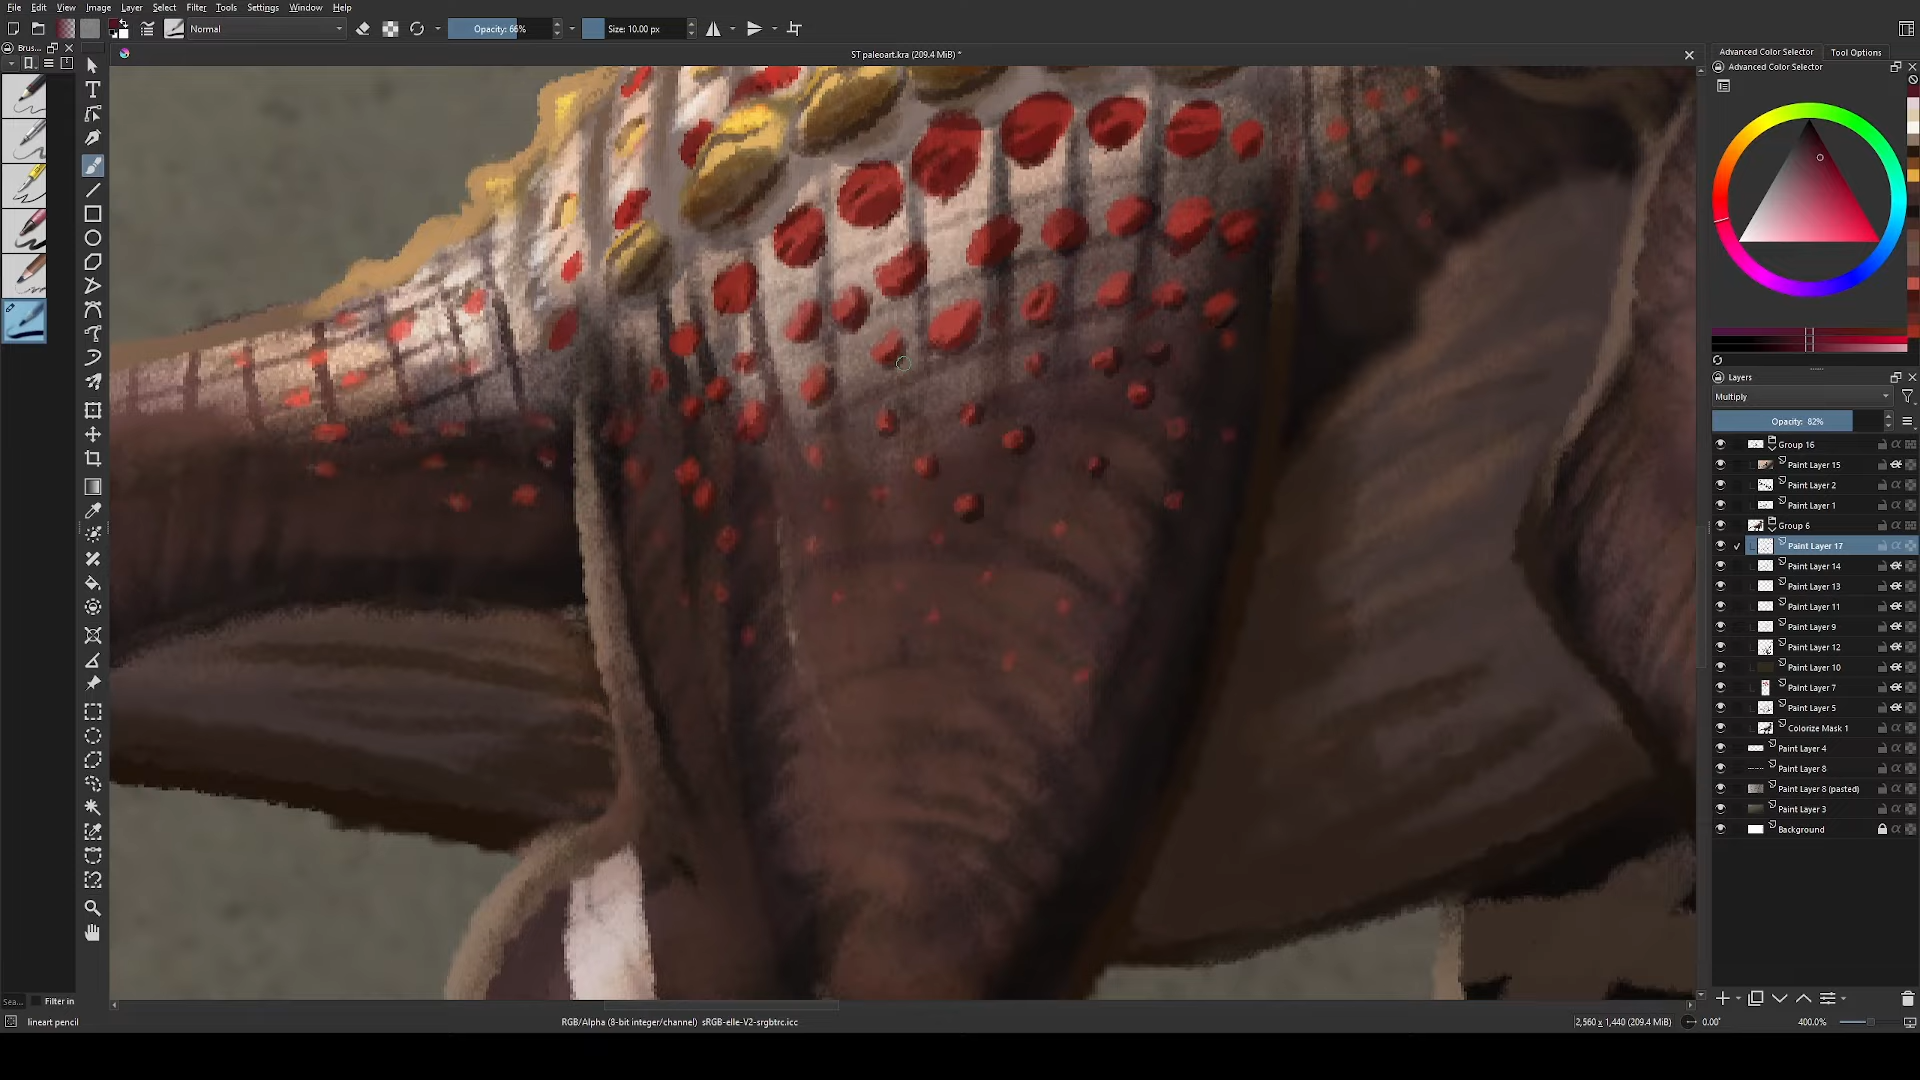 File Edit View Image Layer Select Filter Tools Settings Window Help
Normal
Opacity: 66%
Size: 10.00 px
Brus...
ST paleoart.kra (209.4 MiB) *
Advanced Color Selector
Tool Options
Advanced Color Selector
Layers
Multiply
Opacity: 82%
Group 16
Paint Layer 15
Paint Layer 2
Paint Layer 1
Group 6
Paint Layer 17
Paint Layer 14
Paint Layer 13
Paint Layer 11
Paint Layer 9
Paint Layer 12
Paint Layer 10
Paint Layer 7
Paint Layer 5
Colorize Mask 1
Paint Layer 4
Paint Layer 8
Paint Layer 8 (pasted)
Paint Layer 3
Background
Sea...
Filter in
lineart pencil
RGB/Alpha (8-bit integer/channel) sRGB-elle-V2-srgbtrc.icc
2,560 x 1,440 (209.4 MiB)
0.00°
400.0%